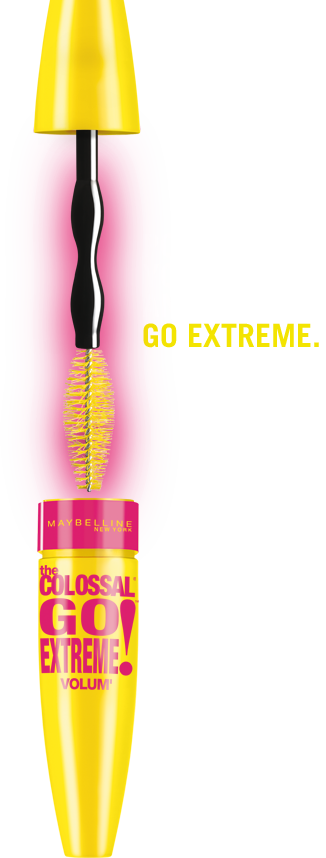 GO EXTREME.
MAYBELLINE
NEW YORK
the
COLOSSAL®
GO!
EXTREME
VOLUM'